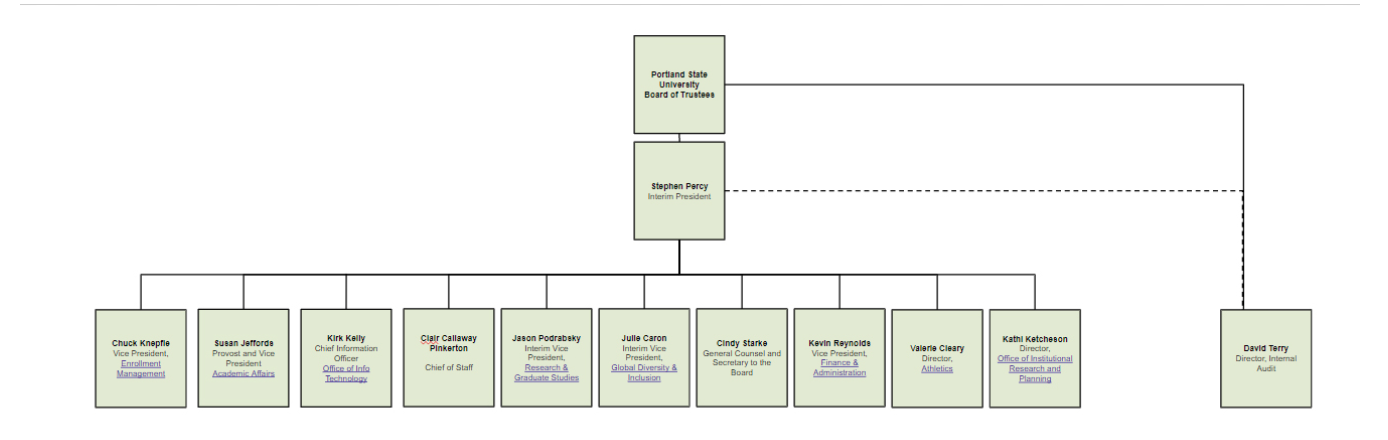 Portland State
University
Board of Trustees
Stephen Percy
Interim President
Chuck Knepfle
Vice President,
Enrollment
Management
Susan Jeffords
Provost and Vice
President
Academic Affairs
Kirk Kelly
Chief Information
Officer
Office of Info
Technology
Clair Callaway
Pinkerton
Chief of Staff
Jason Podrabsky
Interim Vice
President,
Research &
Graduate Studies
Julie Caron
Interim Vice
President,
Global Diversity &
Inclusion
Cindy Starke
General Counsel and
Secretary to the
Board
Kevin Reynolds
Vice President,
Finance &
Administration
Valerie Cleary
Director,
Athletics
Kathi Ketcheson
Director,
Office of Institutional
Research and
Planning
David Terry
Director, Internal
Audit